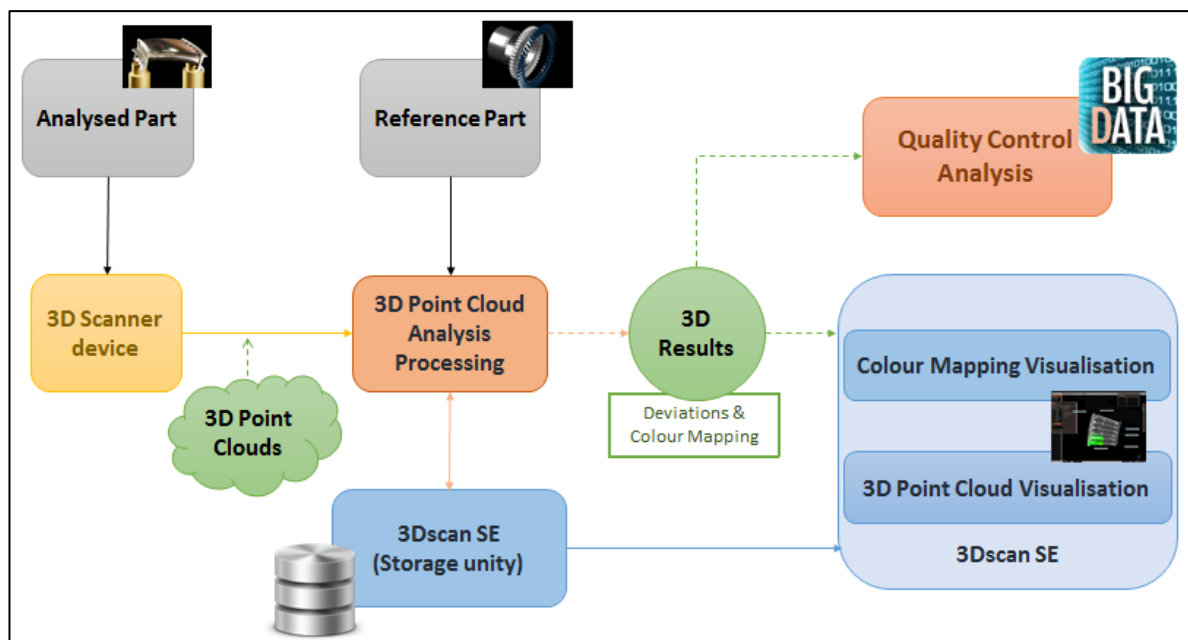 Analysed Part
Reference Part
BIG
DATA
Quality Control
Analysis
3D Scanner
device
3D Point Cloud
Analysis
Processing
3D
Results
Deviations &
Colour Mapping
3D Point
Clouds
Colour Mapping Visualisation
3D Point Cloud Visualisation
3Dscan SE
3Dscan SE
(Storage unity)